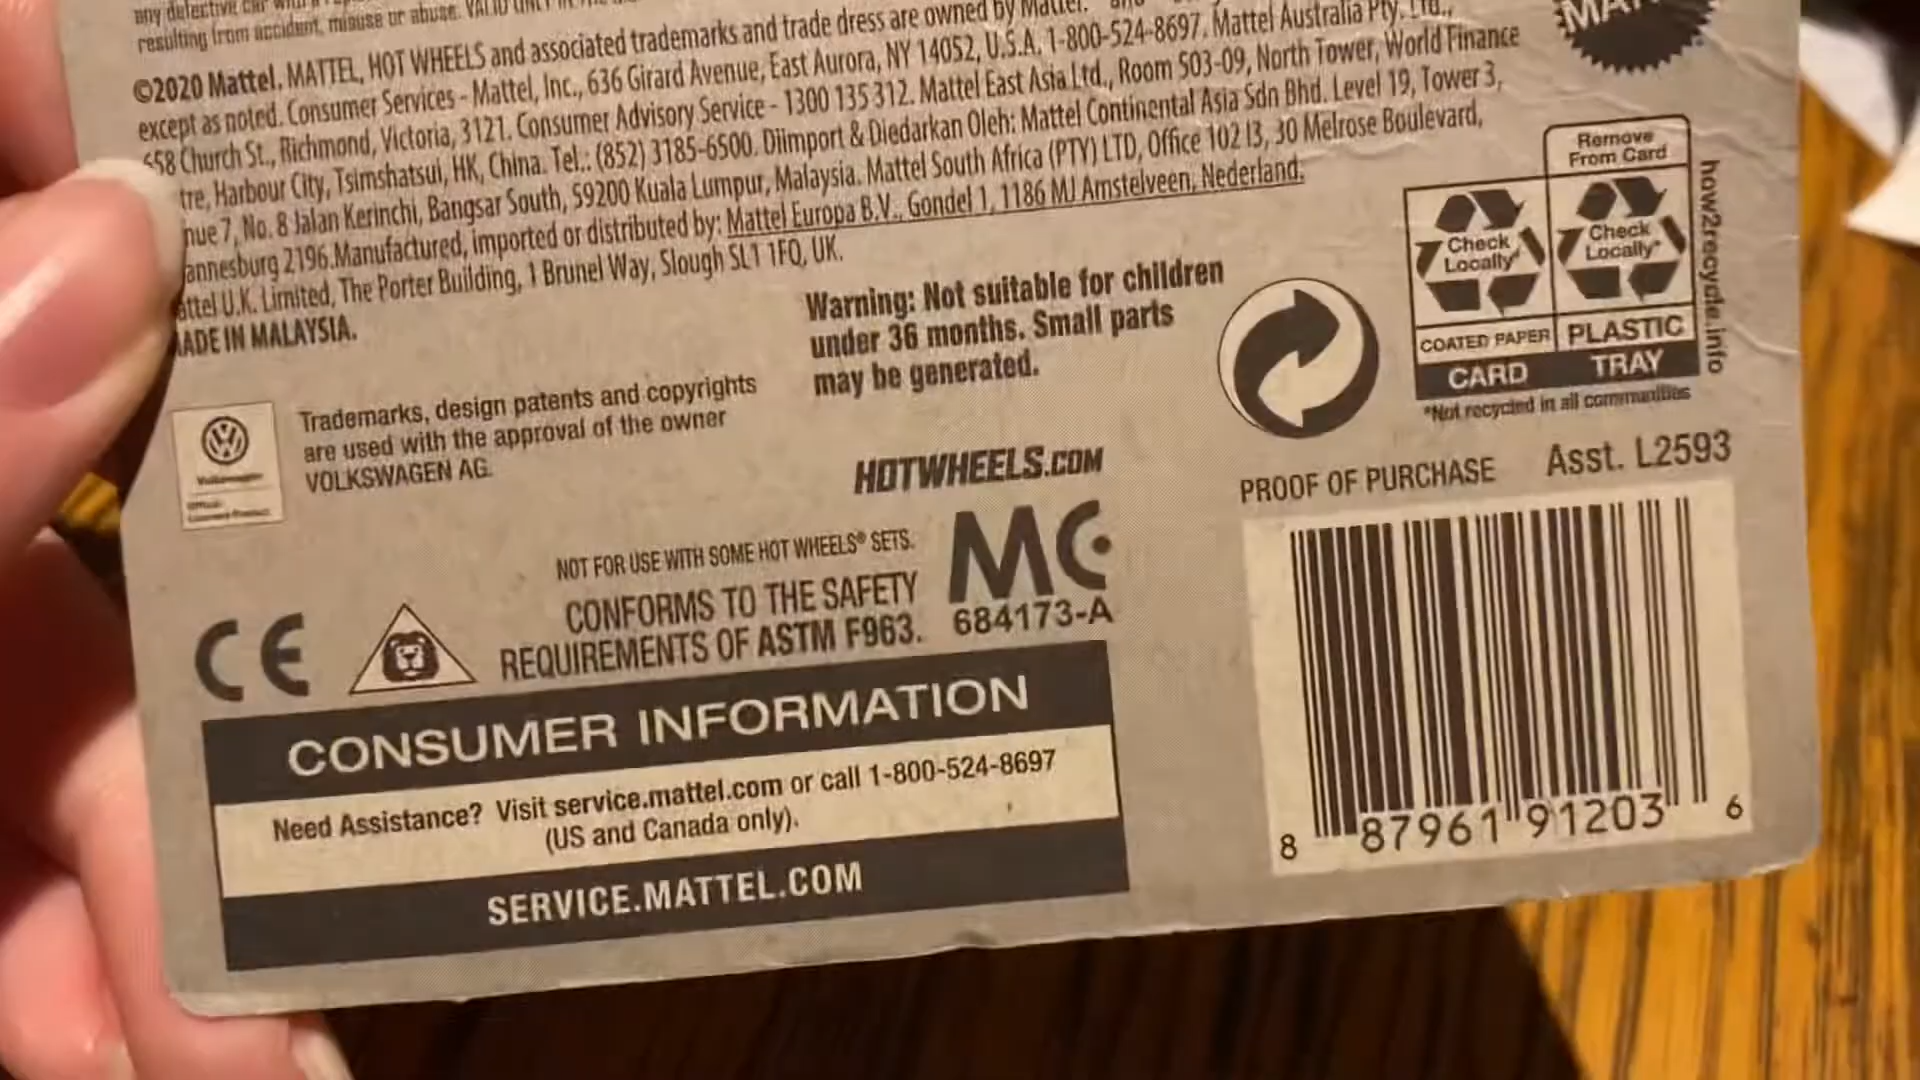 any defective car with a
resulting from accident, misuse or abuse. VALID ONLY IN THE
©2020 Mattel. MATTEL, HOT WHEELS and associated trademarks and trade dress are owned by Mattel.
except as noted. Consumer Services - Mattel, Inc., 636 Girard Avenue, East Aurora, NY 14052, U.S.A. 1-800-524-8697. Mattel Australia Pty. Ltd.,
658 Church St., Richmond, Victoria, 3121. Consumer Advisory Service - 1300 135 312. Mattel East Asia Ltd., Room 503-09, North Tower, World Finance
tre, Harbour City, Tsimshatsui, HK, China. Tel.: (852) 3185-6500. Diimport & Diedarkan Oleh: Mattel Continental Asia Sdn Bhd. Level 19, Tower 3,
nue 7, No. 8 Jalan Kerinchi, Bangsar South, 59200 Kuala Lumpur, Malaysia. Mattel South Africa (PTY) LTD, Office 102 I3, 30 Melrose Boulevard,
annesburg 2196.Manufactured, imported or distributed by: Mattel Europa B.V., Gondel 1, 1186 MJ Amstelveen, Nederland.
attel U.K. Limited, The Porter Building, 1 Brunel Way, Slough SL1 1FQ, UK.
ADE IN MALAYSIA.
Warning: Not suitable for children
under 36 months. Small parts
may be generated.
Remove
From Card
Check
Locally*
Check
Locally*
COATED PAPER
PLASTIC
CARD
TRAY
*Not recycled in all communities
how2recycle.info
Volkswagen
Trademarks, design patents and copyrights
are used with the approval of the owner
VOLKSWAGEN AG.
HOTWHEELS.COM
PROOF OF PURCHASE
Asst. L2593
NOT FOR USE WITH SOME HOT WHEELS® SETS.
CONFORMS TO THE SAFETY
REQUIREMENTS OF ASTM F963.
MC
684173-A
CE
CONSUMER INFORMATION
Need Assistance? Visit service.mattel.com or call 1-800-524-8697
(US and Canada only).
SERVICE.MATTEL.COM
8 87961 91203 6